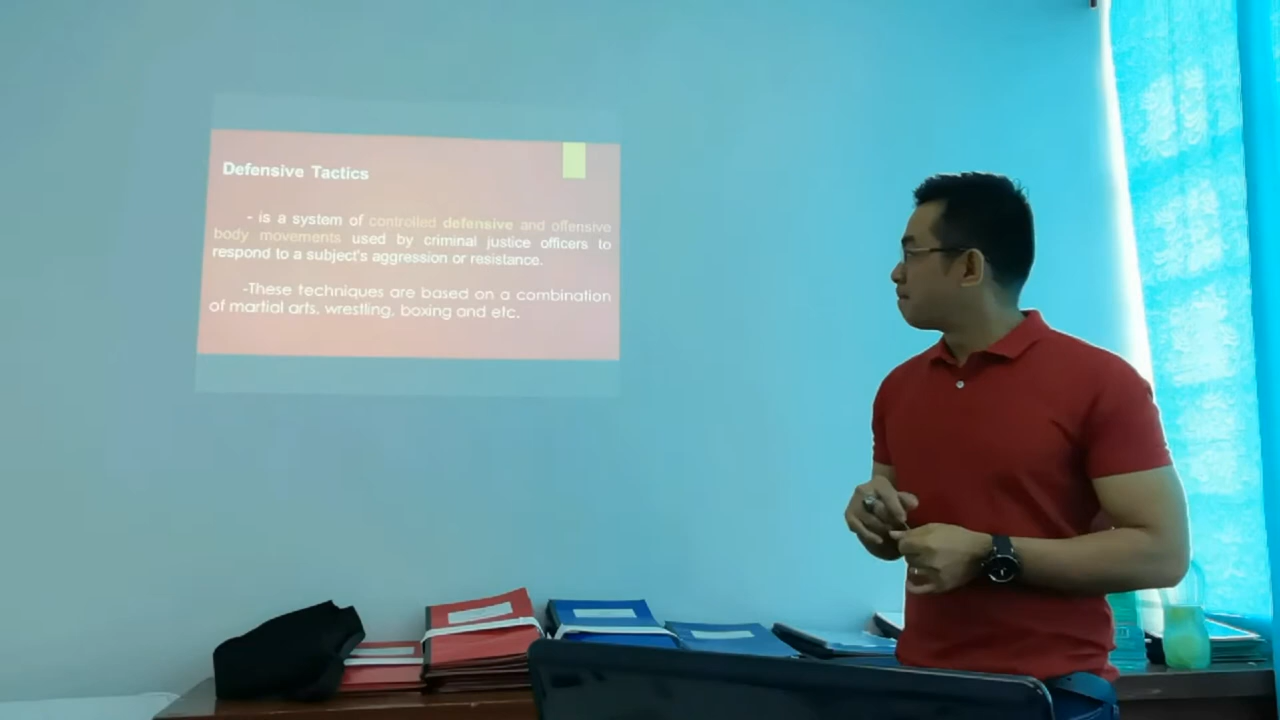 Defensive Tactics
- is a system of controlled defensive and offensive
body movements used by criminal justice officers to
respond to a subject's aggression or resistance.
-These techniques are based on a combination
of martial arts, wrestling, boxing and etc.